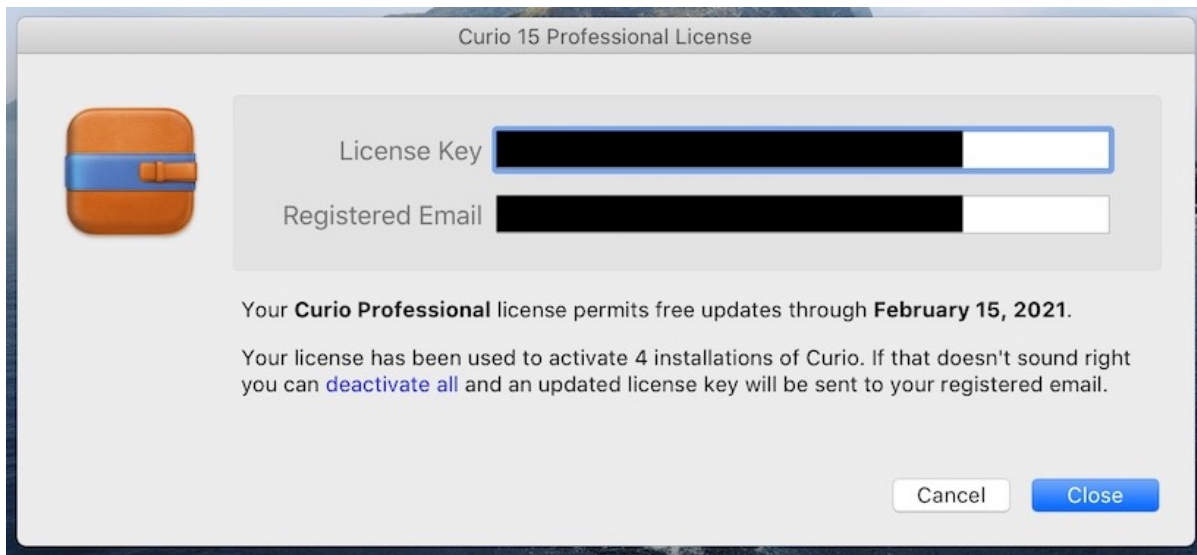 Curio 15 Professional License
License Key
Registered Email
Your Curio Professional license permits free updates through February 15, 2021.
Your license has been used to activate 4 installations of Curio. If that doesn't sound right
you can deactivate all and an updated license key will be sent to your registered email.
Cancel
Close